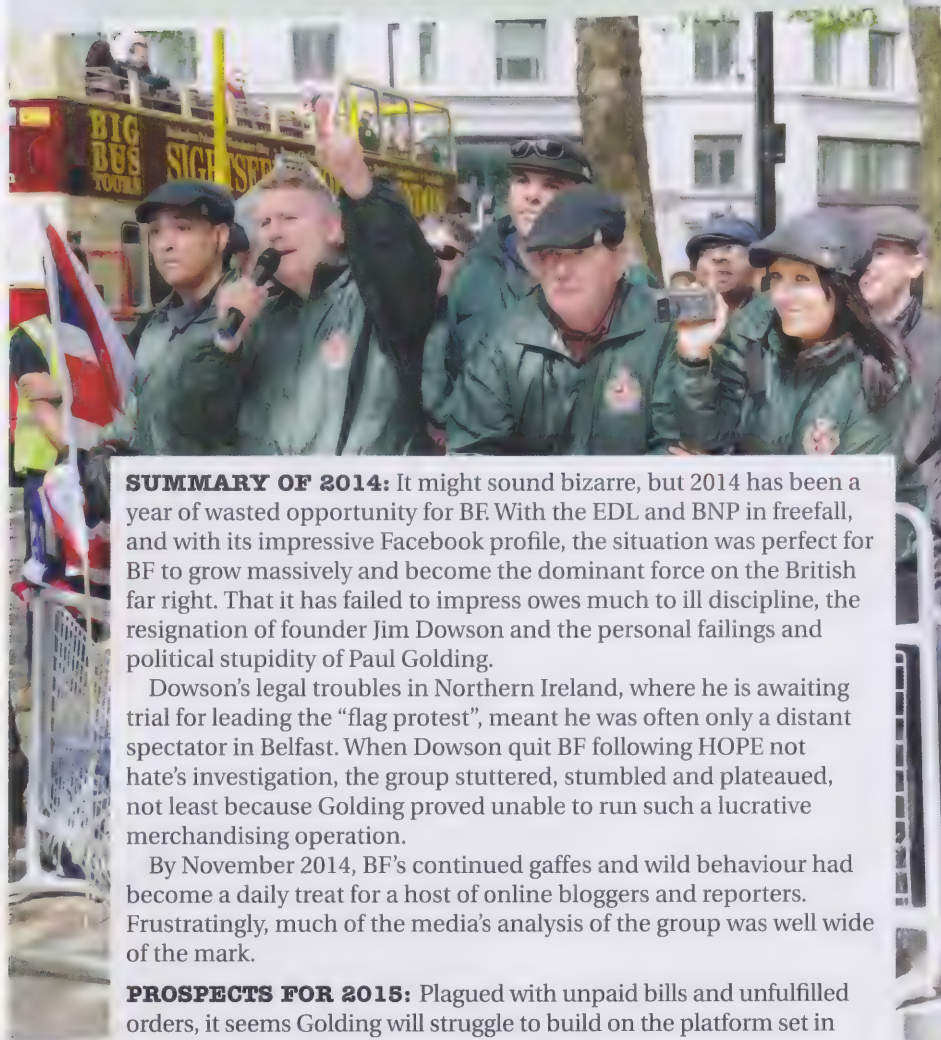 BIG
BUS
TOURS
SUMMARY OF 2014: It might sound bizarre, but 2014 has been a
year of wasted opportunity for BF. With the EDL and BNP in freefall,
and with its impressive Facebook profile, the situation was perfect for
BF to grow massively and become the dominant force on the British
far right. That it has failed to impress owes much to ill discipline, the
resignation of founder Jim Dowson and the personal failings and
political stupidity of Paul Golding.
Dowson’s legal troubles in Northern Ireland, where he is awaiting
trial for leading the “flag protest”, meant he was often only a distant
spectator in Belfast. When Dowson quit BF following HOPE not
hate’s investigation, the group stuttered, stumbled and plateaued,
not least because Golding proved unable to run such a lucrative
merchandising operation.
By November 2014, BF’s continued gaffes and wild behaviour had
become a daily treat for a host of online bloggers and reporters.
Frustratingly, much of the media’s analysis of the group was well wide
of the mark.
PROSPECTS FOR 2015: Plagued with unpaid bills and unfulfilled
orders, it seems Golding will struggle to build on the platform set in